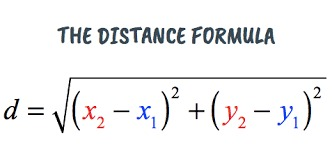 THE DISTANCE FORMULA
d = √(x₂ − x₁)² + (y₂ − y₁)²